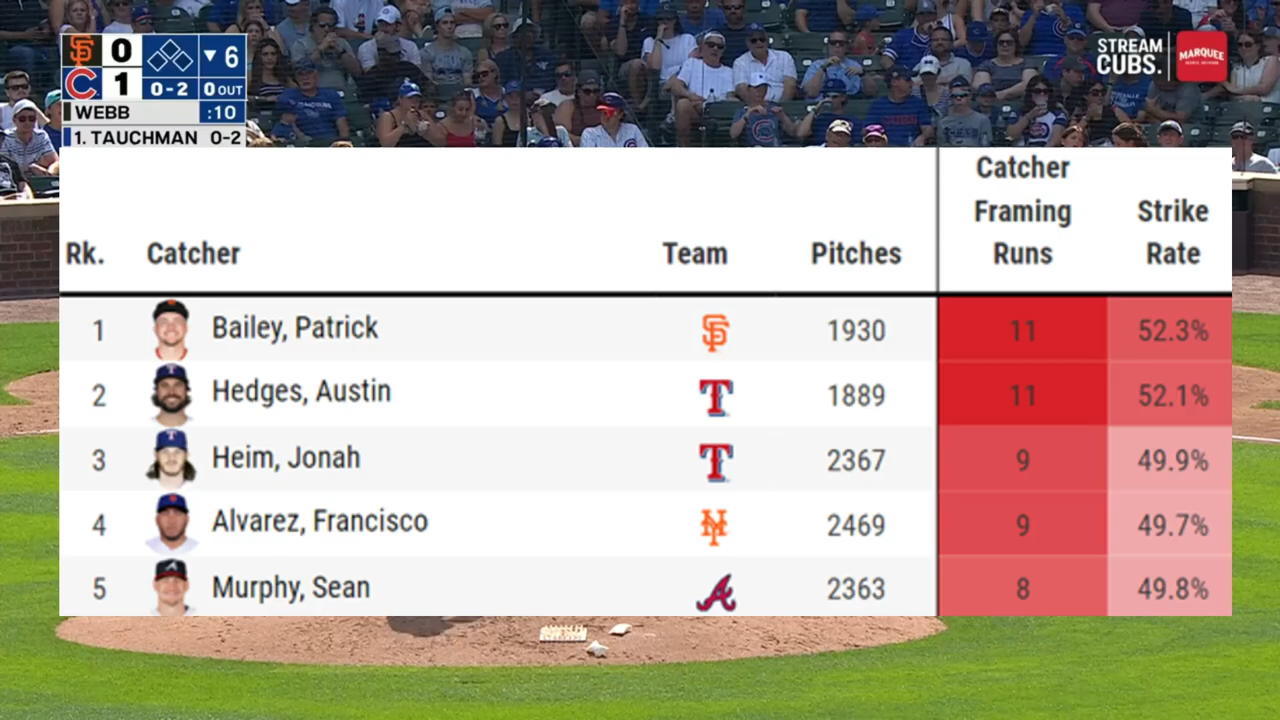 SF 0 ▼ 6
C 1 0-2 0 OUT
WEBB :10
1. TAUCHMAN 0-2
STREAM
CUBS.
MARQUEE
Rk. Catcher Team Pitches Catcher Framing Runs Strike Rate
1 Bailey, Patrick SF 1930 11 52.3%
2 Hedges, Austin T 1889 11 52.1%
3 Heim, Jonah T 2367 9 49.9%
4 Alvarez, Francisco NY 2469 9 49.7%
5 Murphy, Sean A 2363 8 49.8%